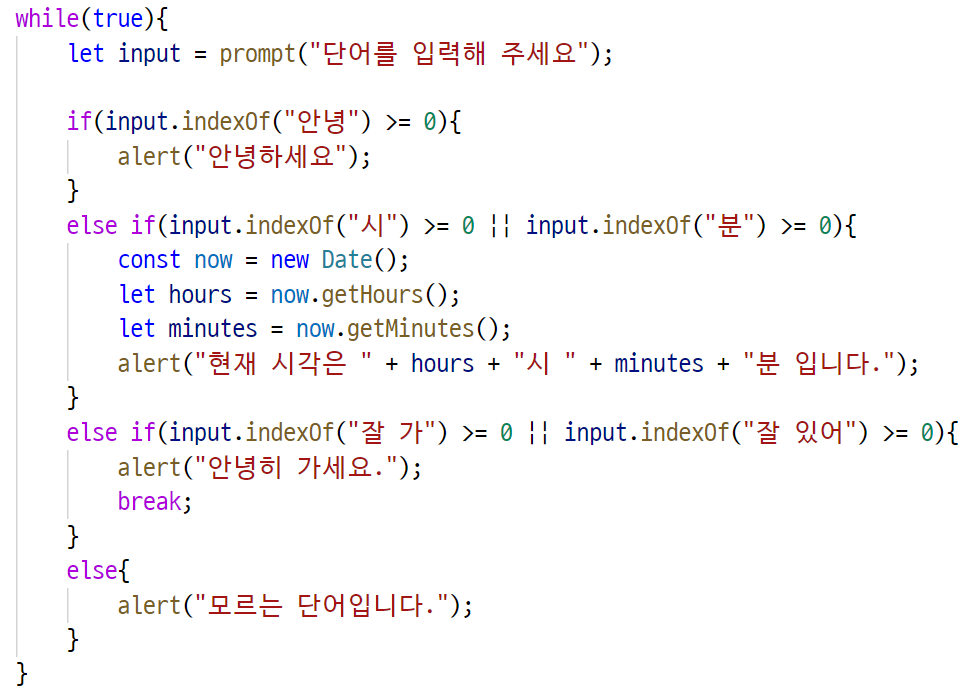 while(true){
let input = prompt("단어를 입력해 주세요");
if(input.indexOf("안녕") >= 0){
alert("안녕하세요");
}
else if(input.indexOf("시") >= 0 || input.indexOf("분") >= 0){
const now = new Date();
let hours = now.getHours();
let minutes = now.getMinutes();
alert("현재 시각은 " + hours + "시 " + minutes + "분 입니다.");
}
else if(input.indexOf("잘 가") >= 0 || input.indexOf("잘 있어") >= 0){
alert("안녕히 가세요.");
break;
}
else{
alert("모르는 단어입니다.");
}
}